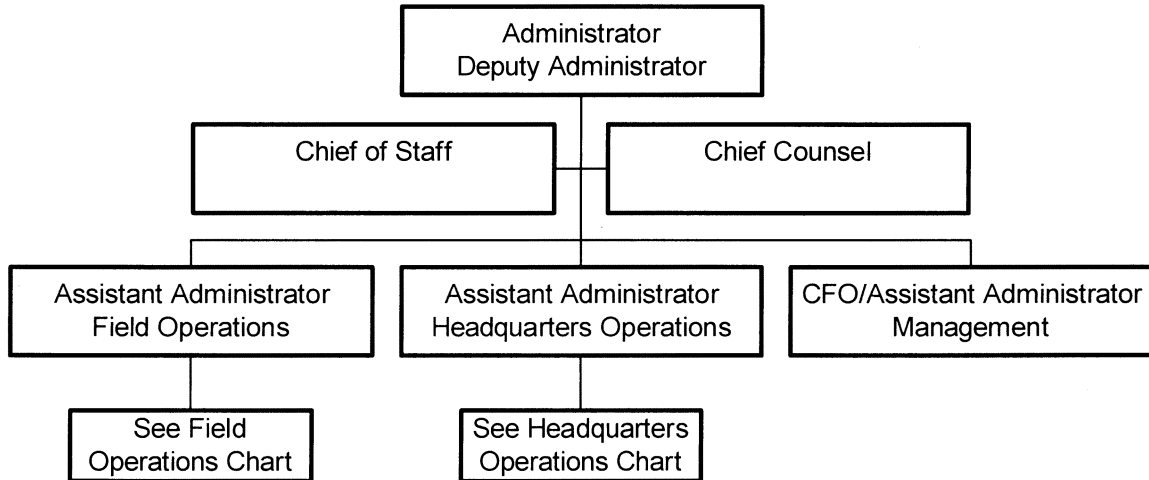 Administrator
Deputy Administrator
Chief of Staff
Chief Counsel
Assistant Administrator
Field Operations
Assistant Administrator
Headquarters Operations
CFO/Assistant Administrator
Management
See Field
Operations Chart
See Headquarters
Operations Chart